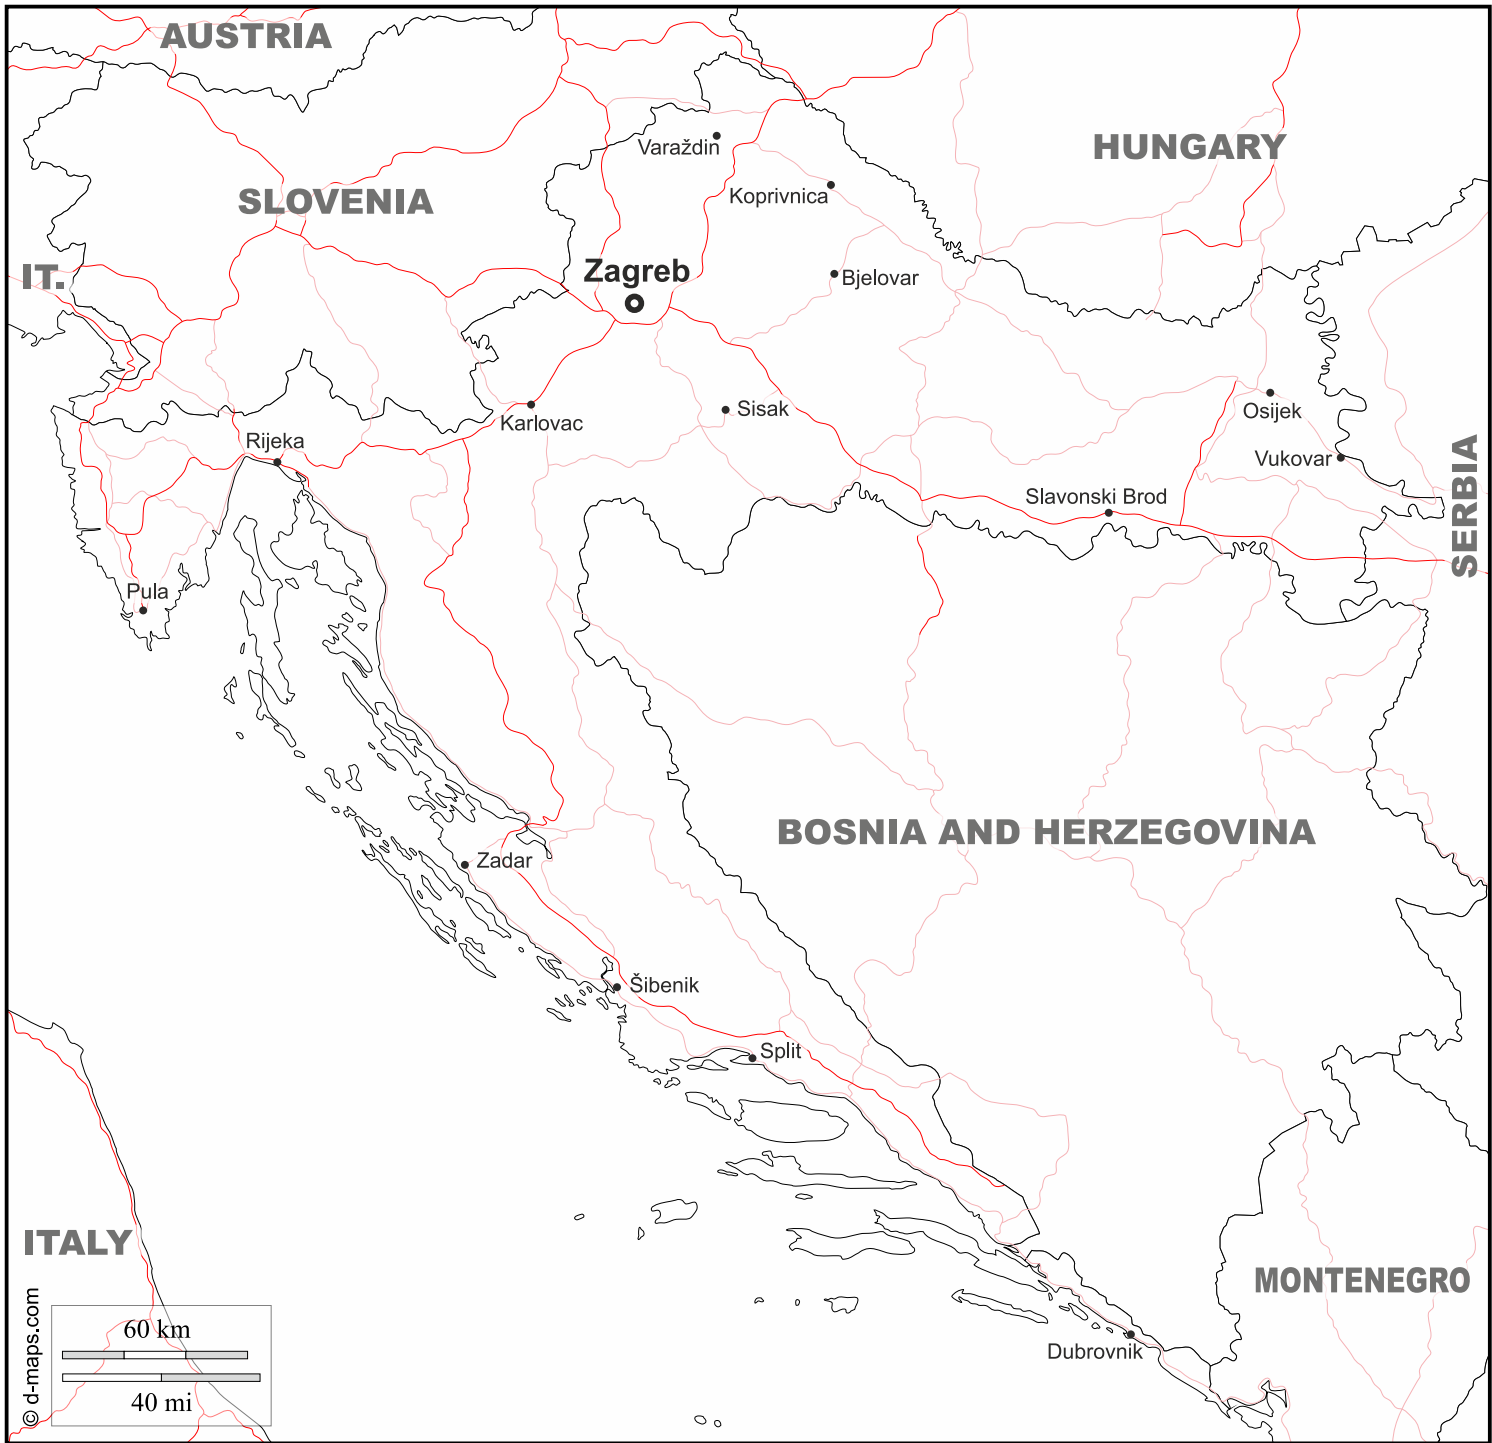 AUSTRIA
HUNGARY
Varaždin
Koprivnica
SLOVENIA
IT.
Zagreb
Bjelovar
Karlovac
Sisak
Osijek
Rijeka
Vukovar
Slavonski Brod
SERBIA
Pula
BOSNIA AND HERZEGOVINA
Zadar
Šibenik
Split
ITALY
MONTENEGRO
Dubrovnik
60 km
40 mi
© d-maps.com